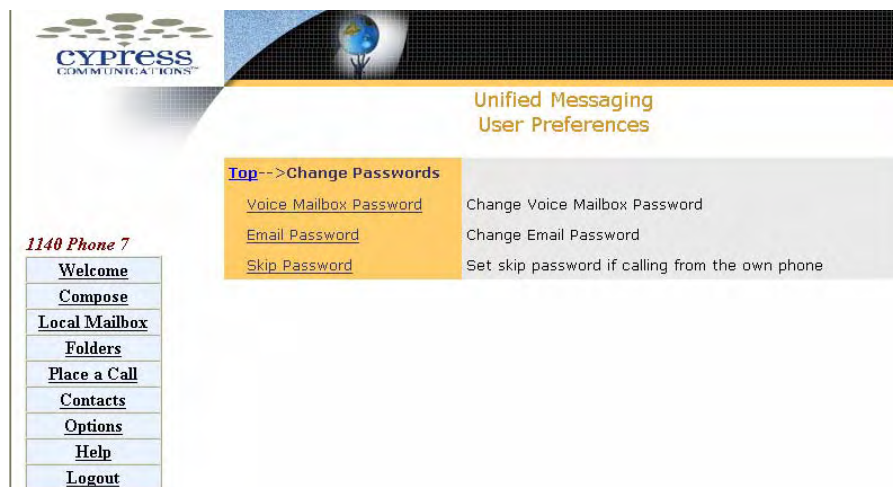 CYPress
COMMUNICATIONS™
Unified Messaging
User Preferences
Top-->Change Passwords
Voice Mailbox Password Change Voice Mailbox Password
Email Password Change Email Password
Skip Password Set skip password if calling from the own phone
1140 Phone 7
Welcome
Compose
Local Mailbox
Folders
Place a Call
Contacts
Options
Help
Logout